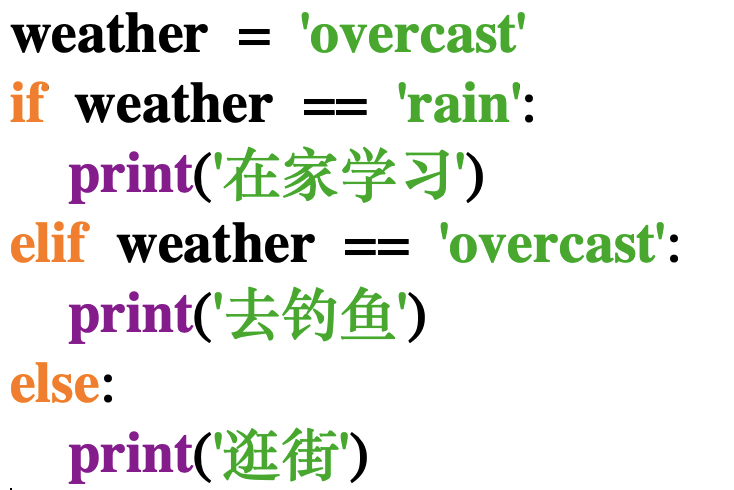 weather = 'overcast'
if weather == 'rain':
  print('在家学习')
elif weather == 'overcast':
  print('去钓鱼')
else:
  print('逛街')